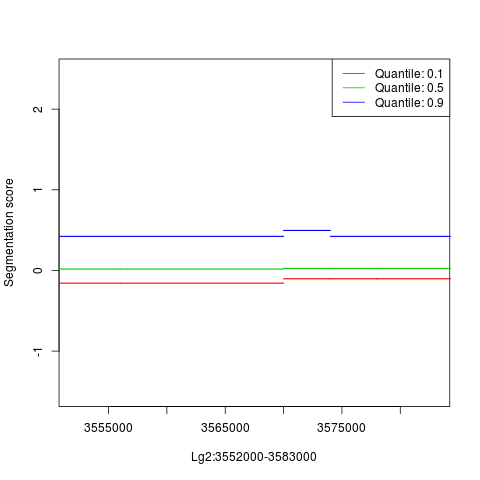 Quantile: 0.1
Quantile: 0.5
Quantile: 0.9
Segmentation score
2
1
0
-1
3555000 3565000 3575000
Lg2:3552000-3583000